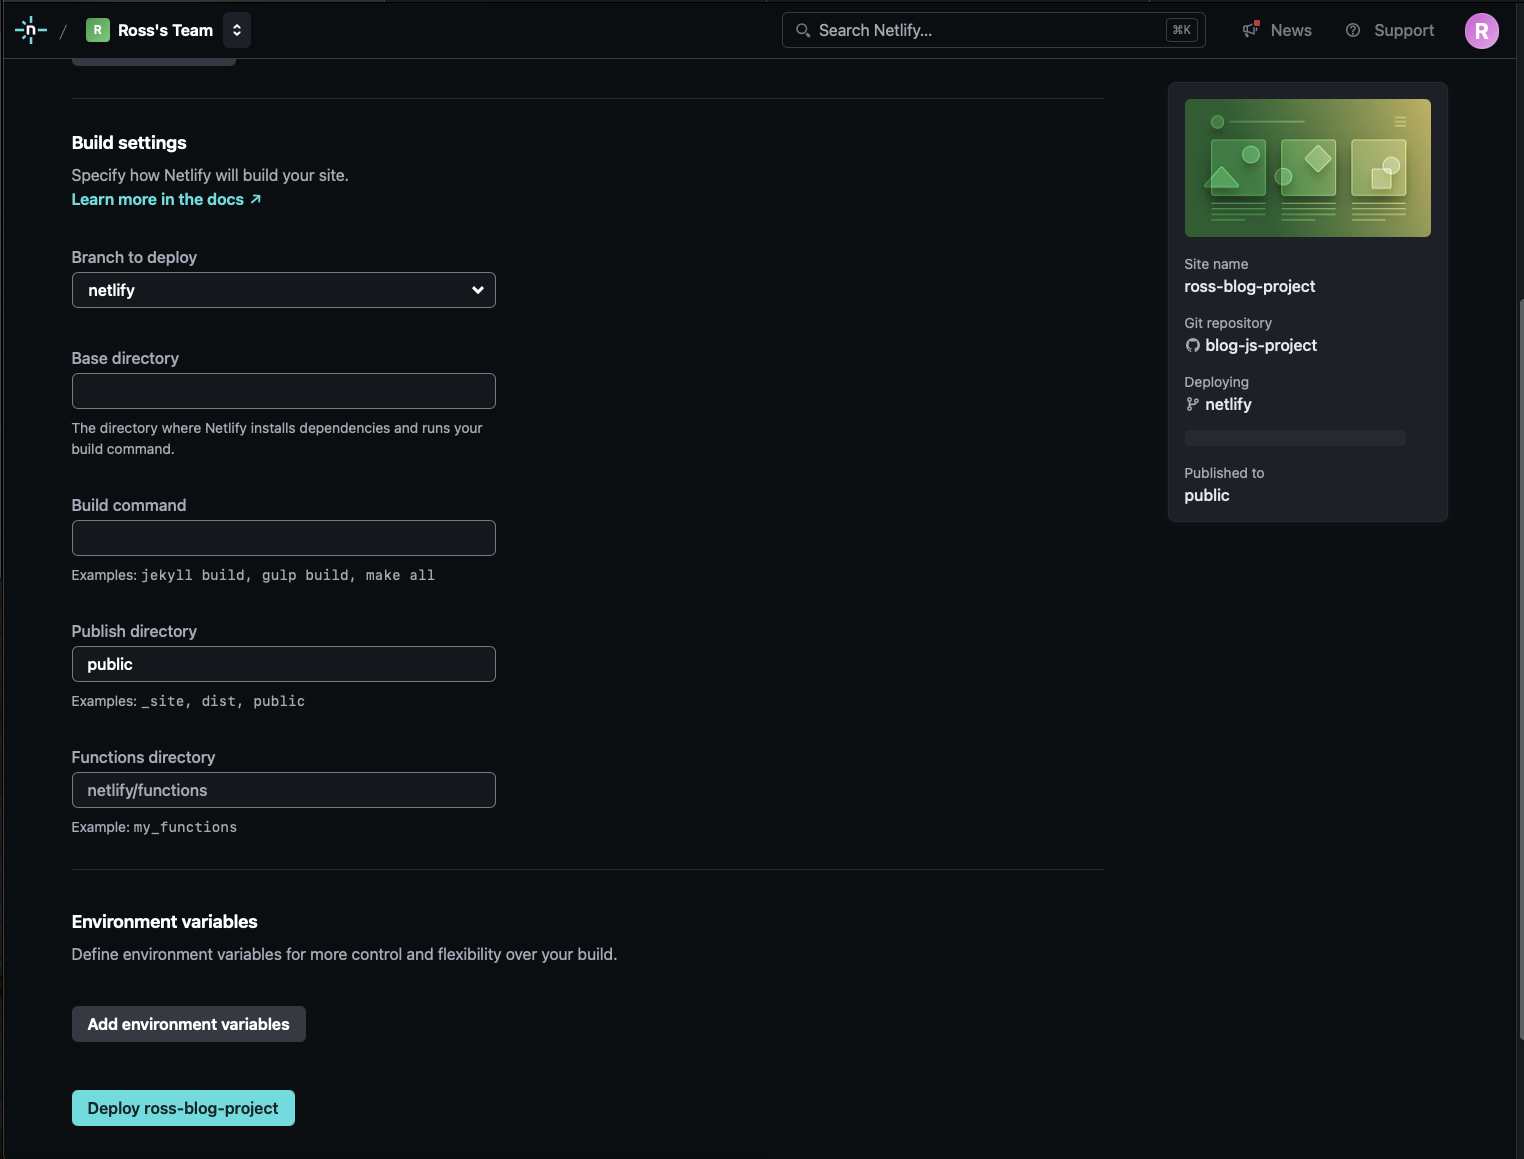 n / R Ross's Team
Search Netlify... ⌘K
News
Support
R
Build settings
Specify how Netlify will build your site.
Learn more in the docs ↗
Branch to deploy
netlify
Base directory
The directory where Netlify installs dependencies and runs your
build command.
Build command
Examples: jekyll build, gulp build, make all
Publish directory
public
Examples: _site, dist, public
Functions directory
netlify/functions
Example: my_functions
Environment variables
Define environment variables for more control and flexibility over your build.
Add environment variables
Deploy ross-blog-project
Site name
ross-blog-project
Git repository
blog-js-project
Deploying
netlify
Published to
public